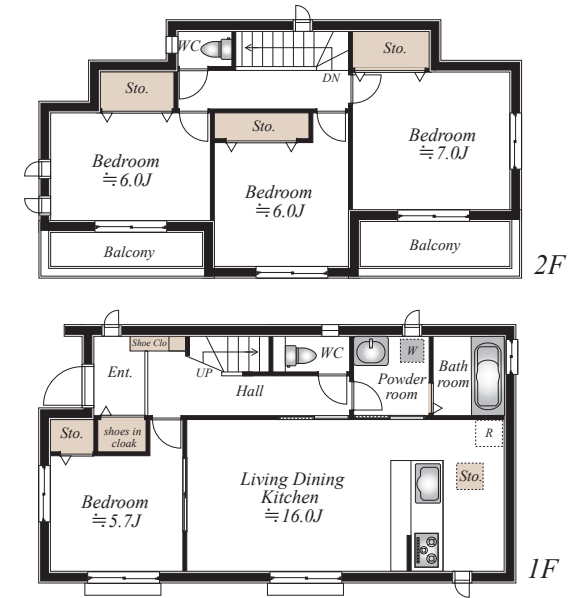 WC
Sto.
DN
Sto.
Sto.
Bedroom
≒7.0J
Bedroom
≒6.0J
Bedroom
≒6.0J
Balcony
Balcony
2F
Shoe Clo
Ent.
UP
WC
W
Bath
room
Powder
room
Hall
Sto.
shoes in
cloak
R
Living Dining
Kitchen
≒16.0J
Sto.
Bedroom
≒5.7J
1F